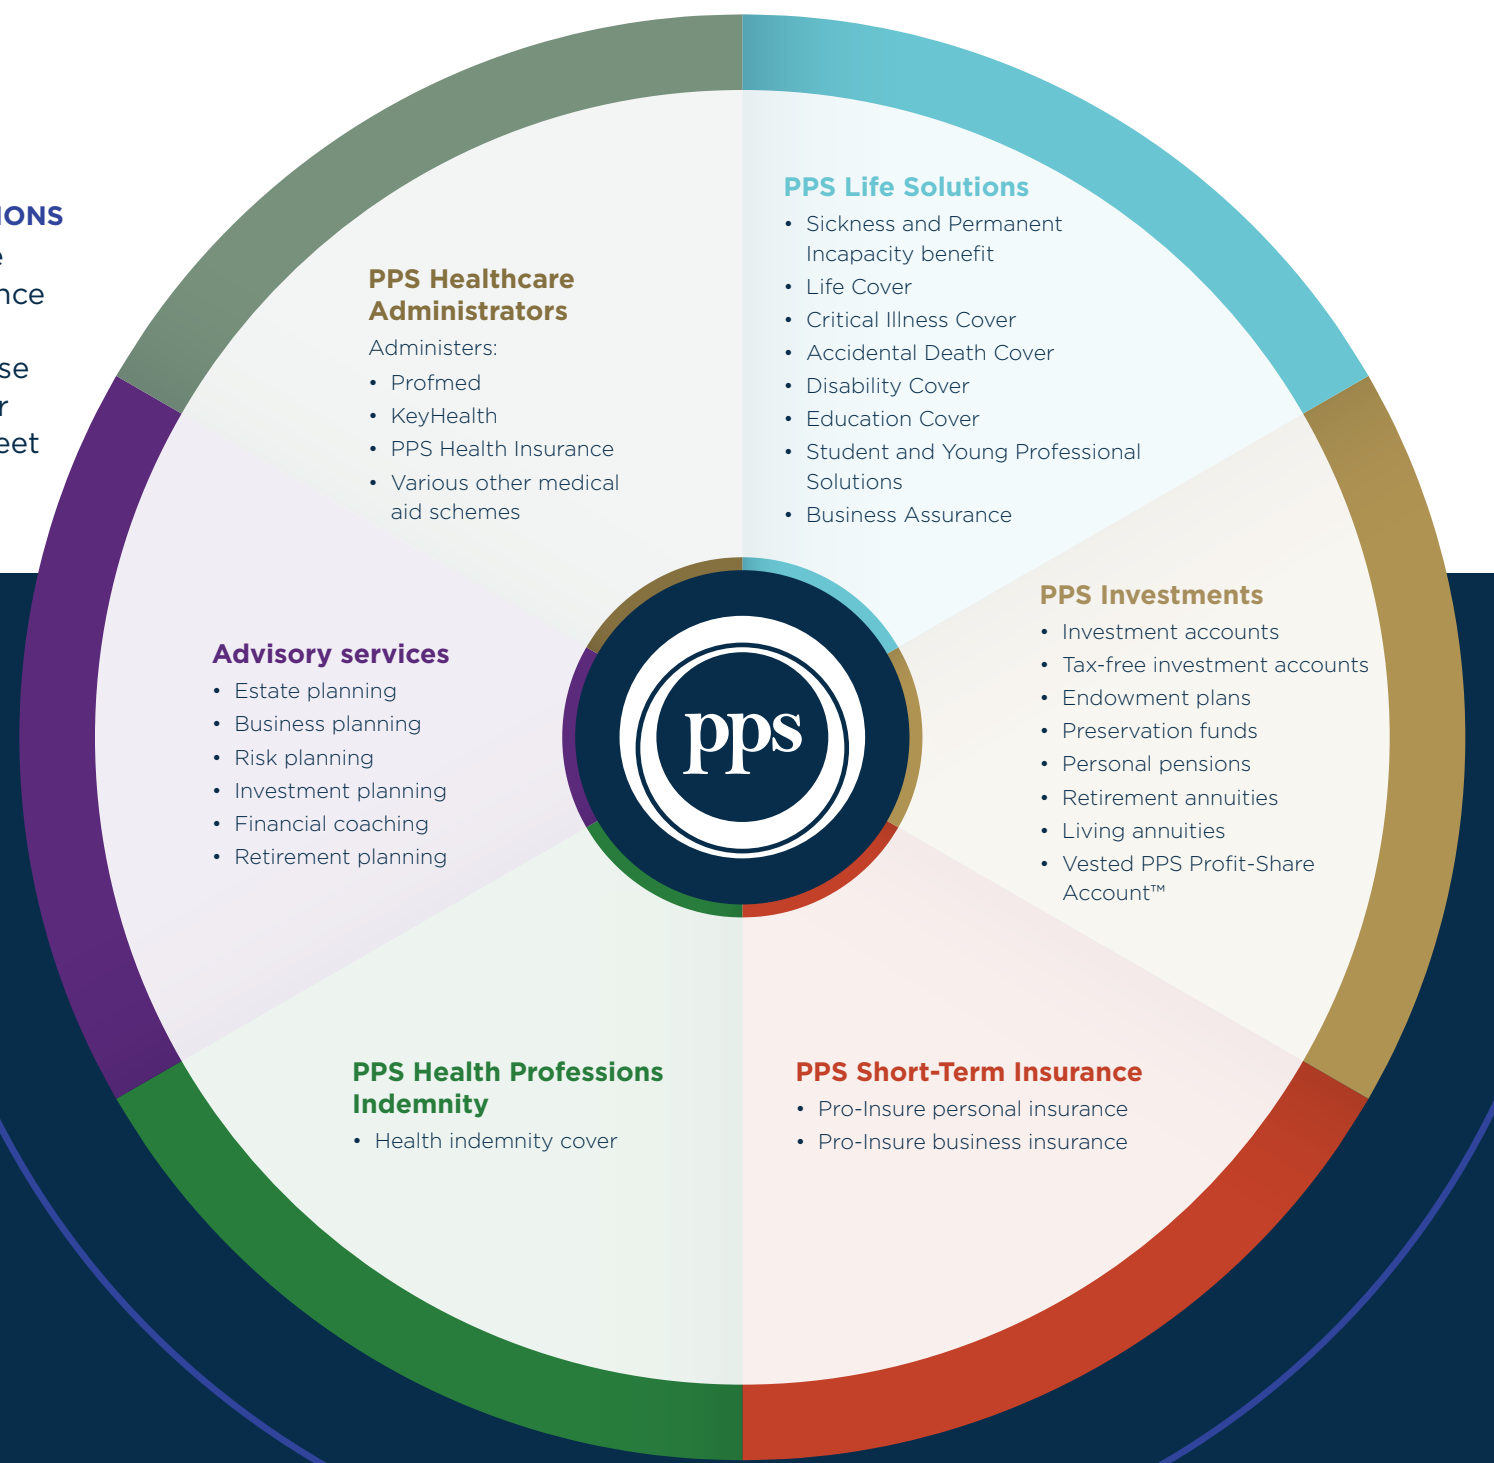 PPS Life Solutions
• Sickness and Permanent
Incapacity benefit
• Life Cover
• Critical Illness Cover
• Accidental Death Cover
• Disability Cover
• Education Cover
• Student and Young Professional
Solutions
• Business Assurance
PPS Investments
• Investment accounts
• Tax-free investment accounts
• Endowment plans
• Preservation funds
• Personal pensions
• Retirement annuities
• Living annuities
• Vested PPS Profit-Share
Account™
PPS Short-Term Insurance
• Pro-Insure personal insurance
• Pro-Insure business insurance
PPS Health Professions
Indemnity
• Health indemnity cover
Advisory services
• Estate planning
• Business planning
• Risk planning
• Investment planning
• Financial coaching
• Retirement planning
PPS Healthcare
Administrators
Administers:
• Profmed
• KeyHealth
• PPS Health Insurance
• Various other medical
aid schemes
pps